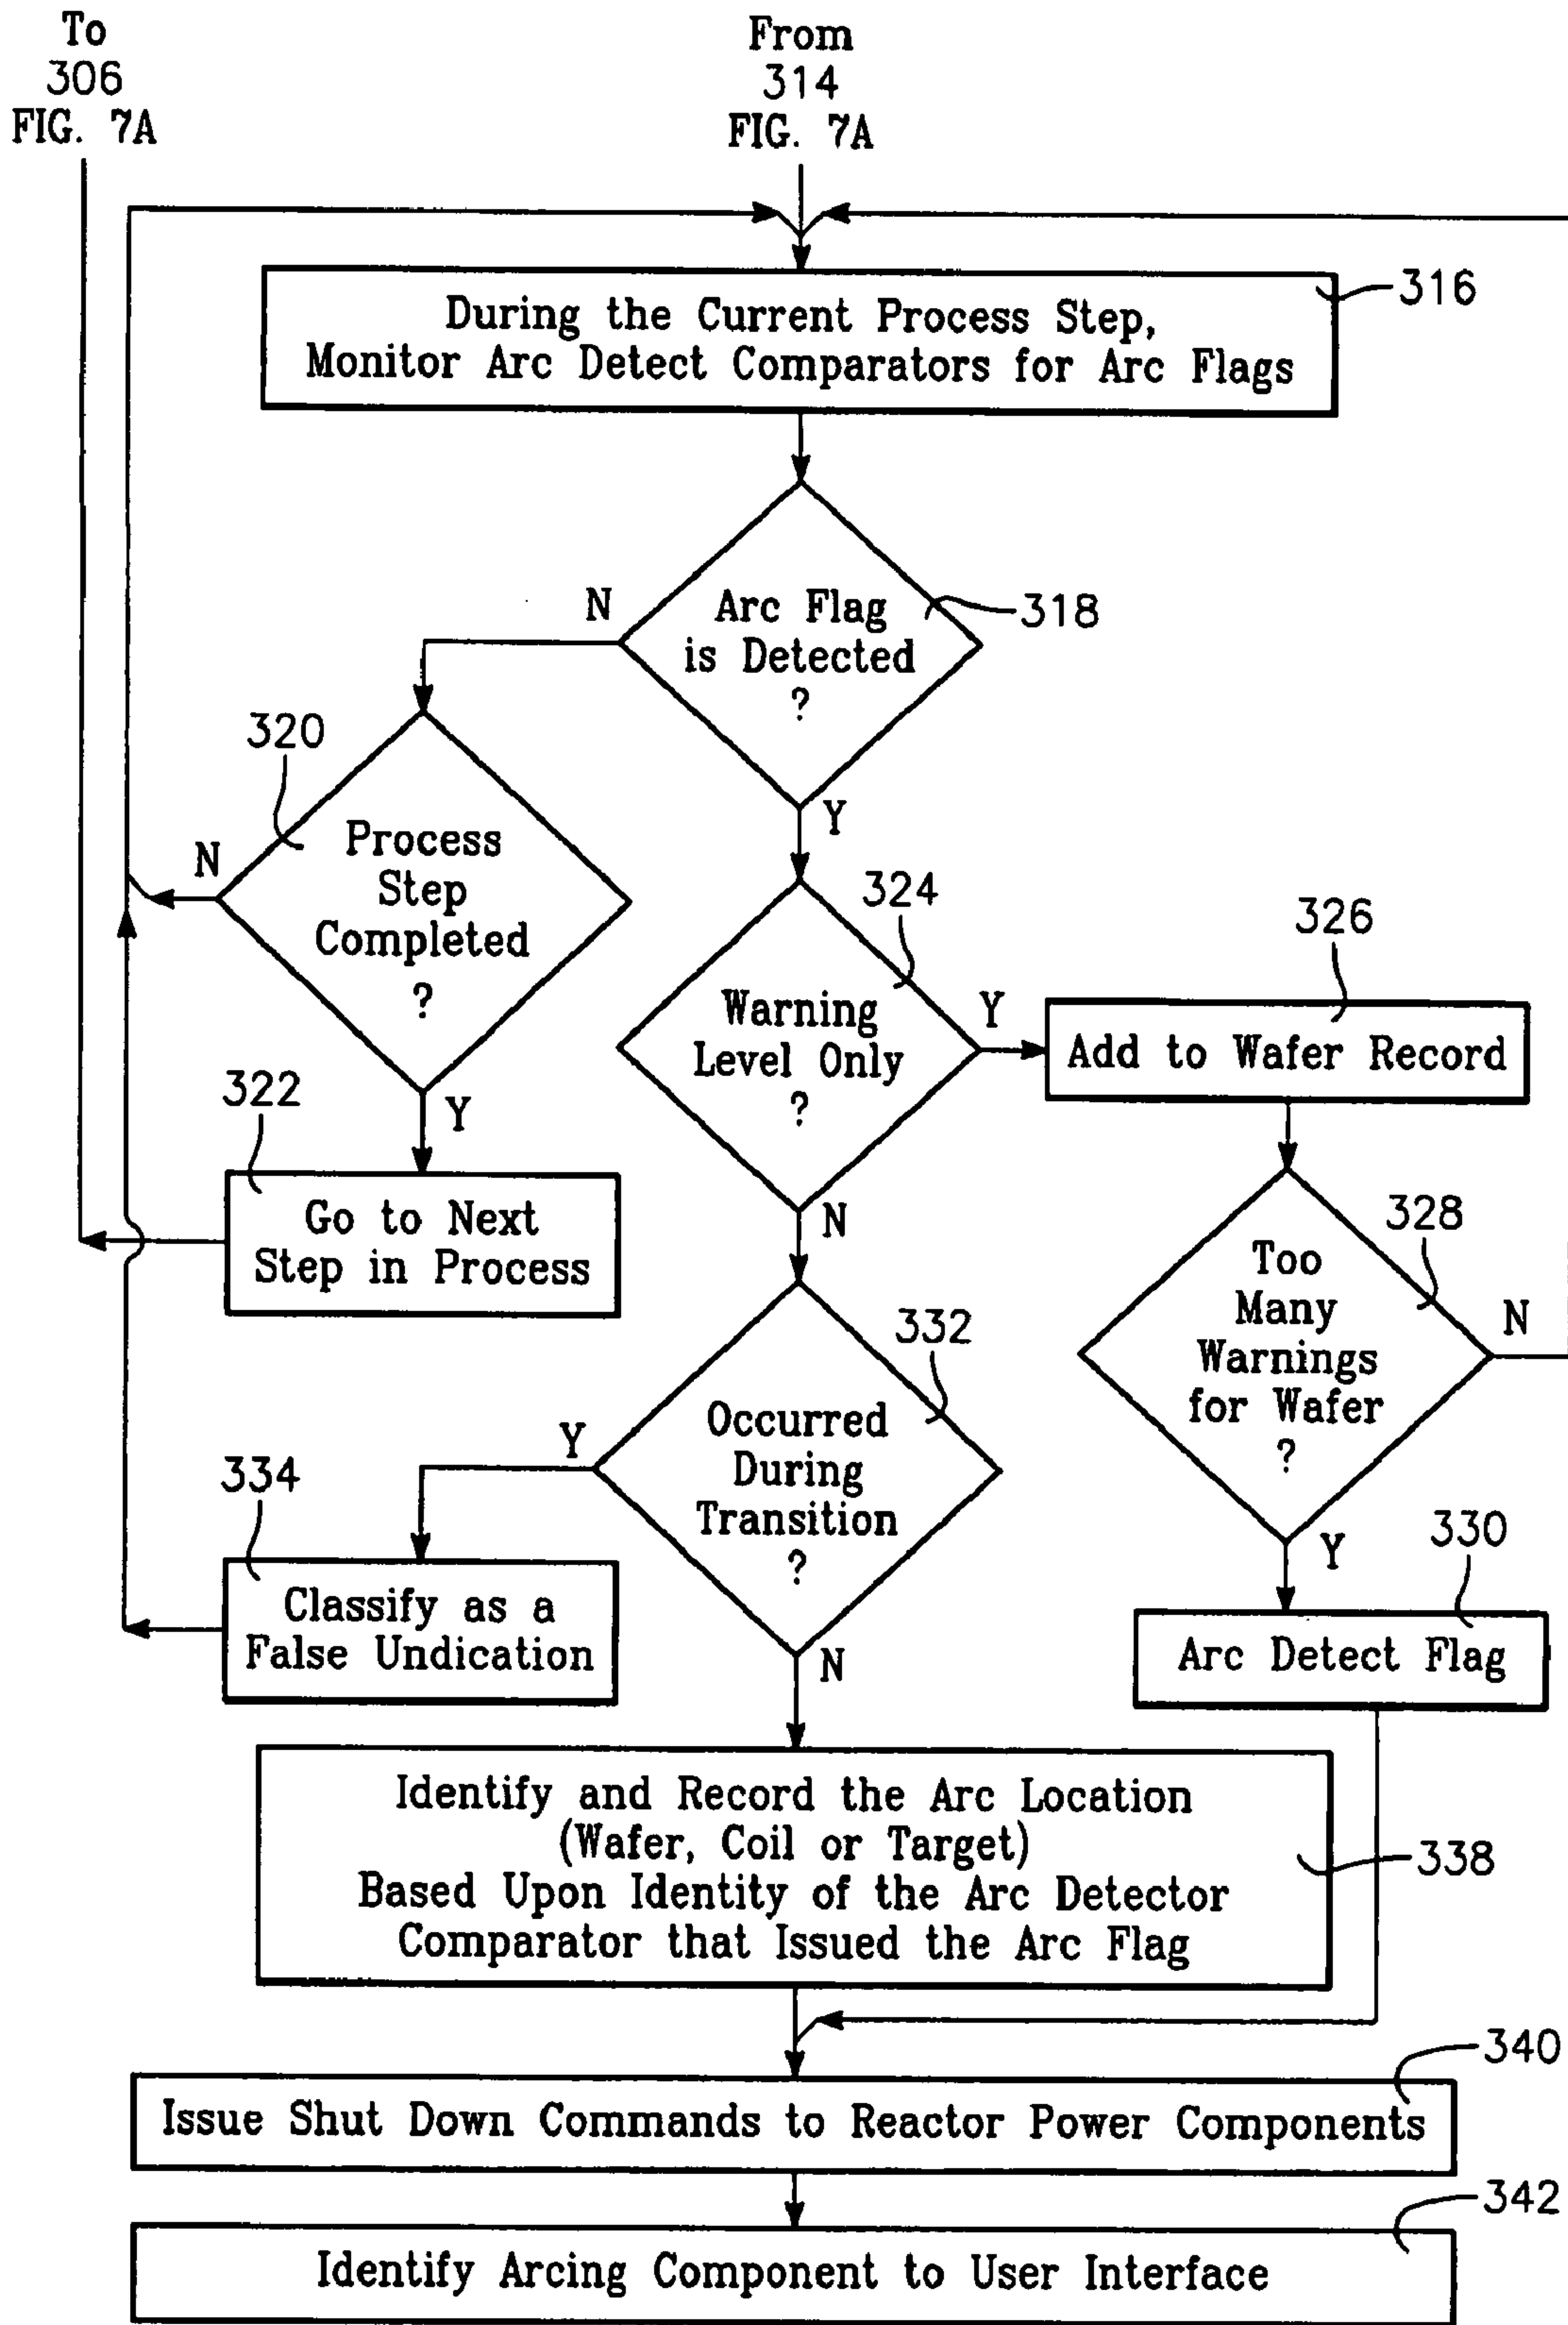 To
306
FIG. 7A
From
314
FIG. 7A
During the Current Process Step,
Monitor Arc Detect Comparators for Arc Flags
316
Arc Flag
is Detected
?
318
N
Y
320
Process
Step
Completed
?
N
Y
322
Go to Next
Step in Process
324
Warning
Level Only
?
Y
N
326
Add to Wafer Record
328
Too
Many
Warnings
for Wafer
?
N
Y
330
Arc Detect Flag
332
Occurred
During
Transition
?
Y
N
334
Classify as a
False Undication
Identify and Record the Arc Location
(Wafer, Coil or Target)
Based Upon Identity of the Arc Detector
Comparator that Issued the Arc Flag
338
340
Issue Shut Down Commands to Reactor Power Components
342
Identify Arcing Component to User Interface